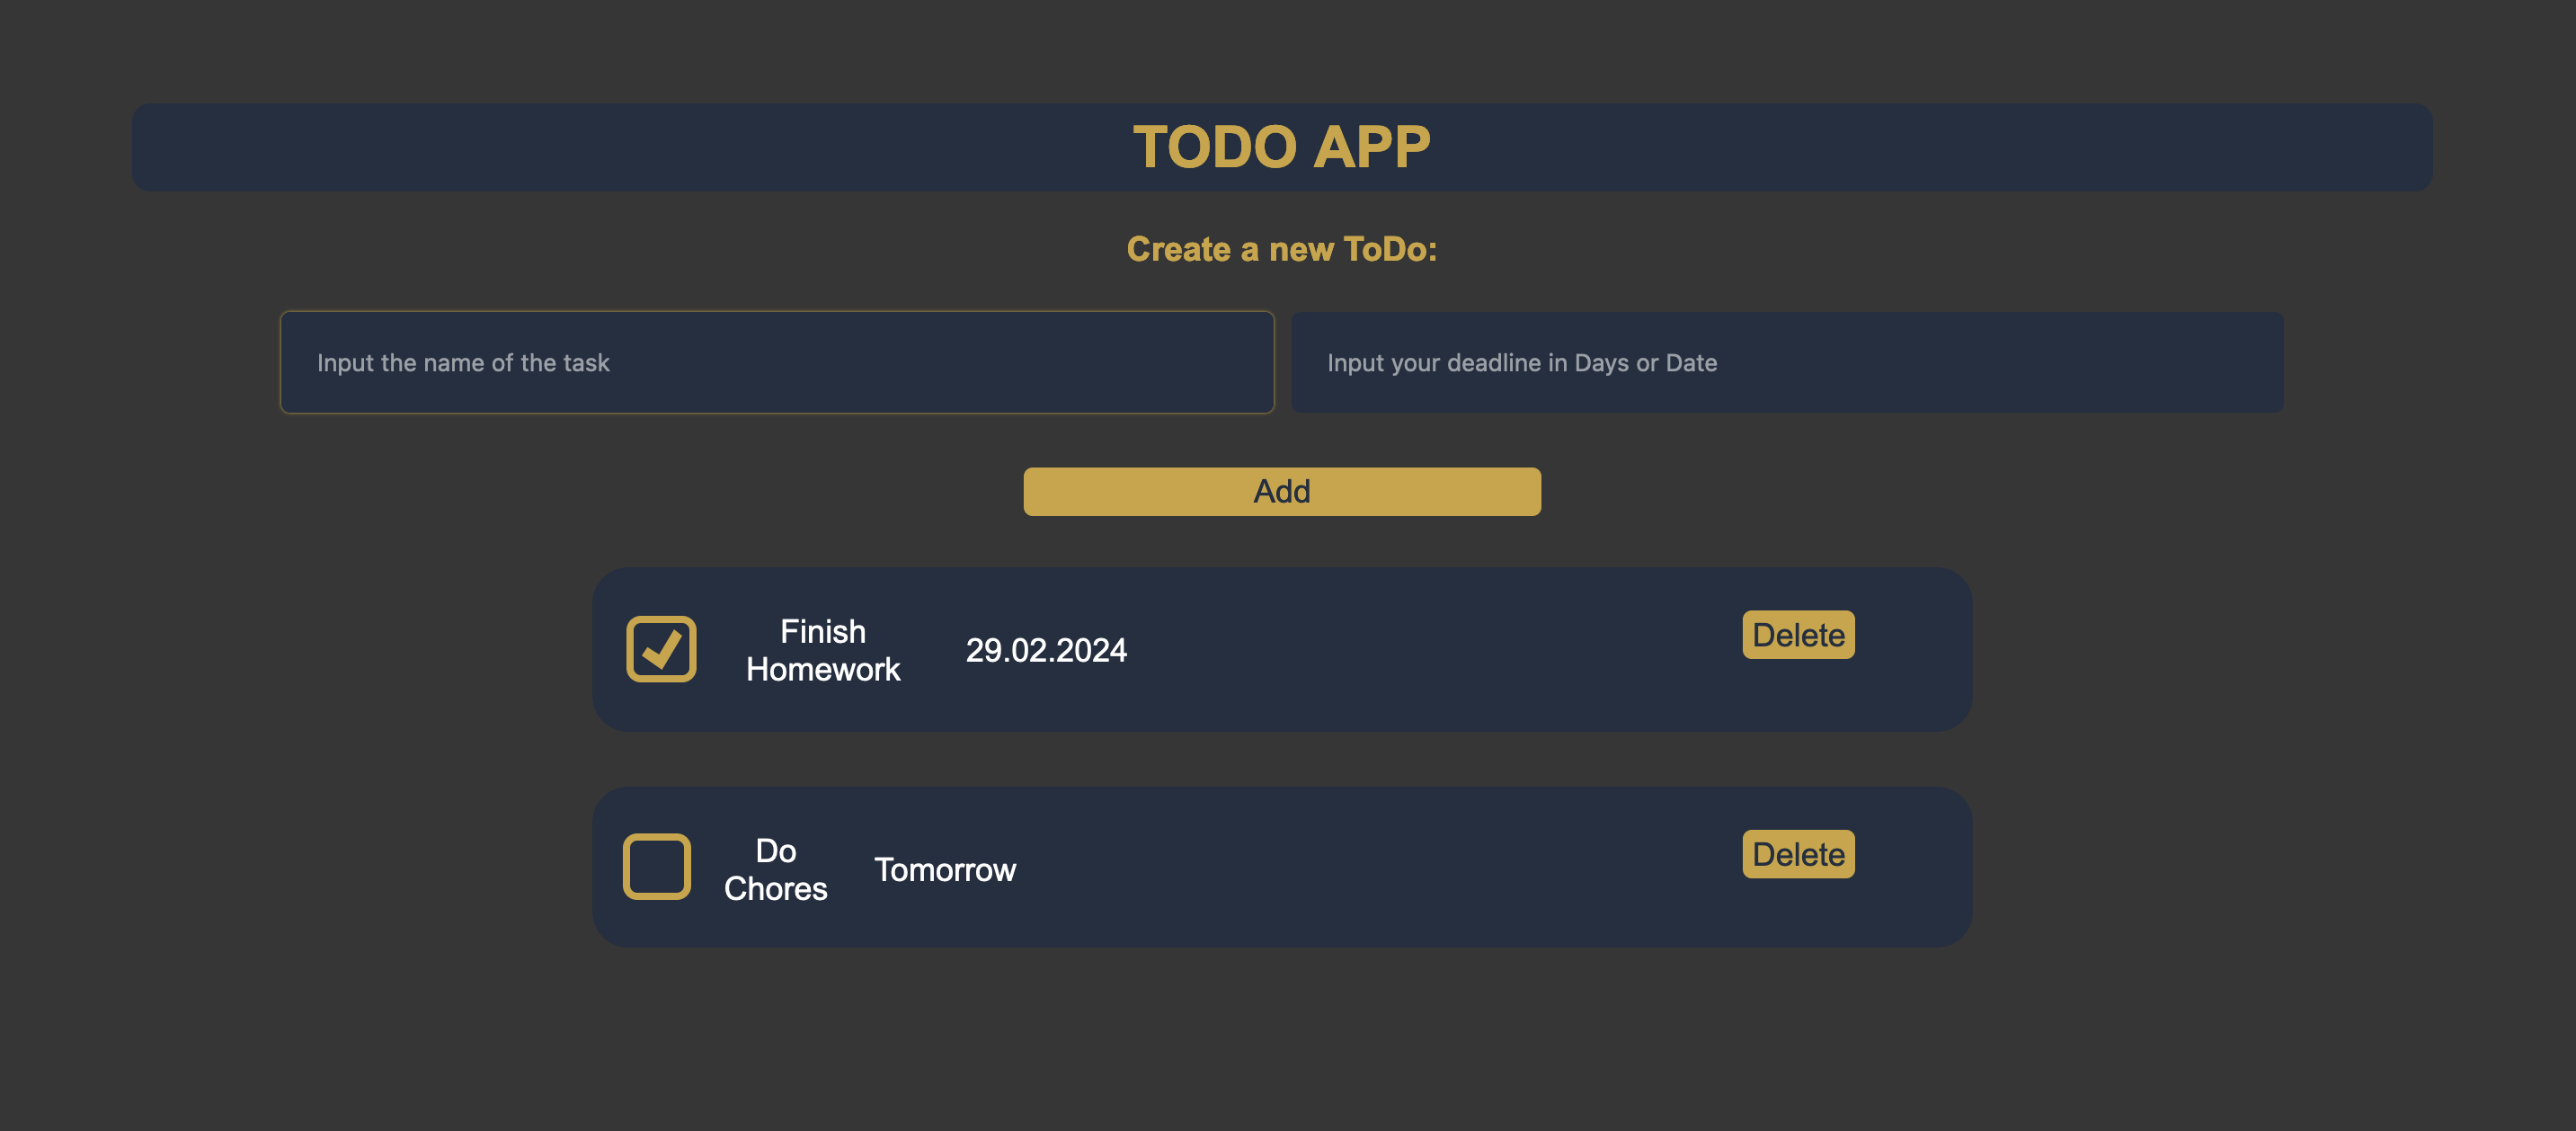 TODO APP
Create a new ToDo:
Input the name of the task
Input your deadline in Days or Date
Add
Finish
Homework
29.02.2024
Delete
Do
Chores
Tomorrow
Delete